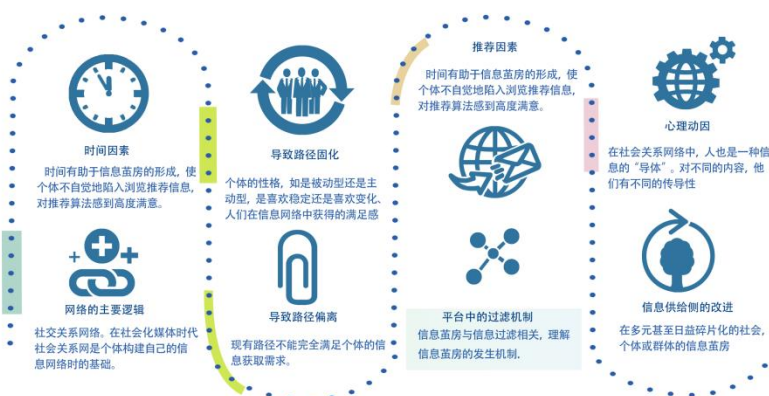 时间因素
时间有助于信息茧房的形成，使
个体不自觉地陷入浏览推荐信息，
对推荐算法感到高度满意。
网络的主要逻辑
社交关系网络。在社会化媒体时代
社会关系网是个体构建自己的信
息网络时的基础。
导致路径固化
个体的性格，如是被动型还是主
动型，是喜欢稳定还是喜欢变化、
人们在信息网络中获得的满足感
导致路径偏离
现有路径不能完全满足个体的信
息获取需求。
推荐因素
时间有助于信息茧房的形成，使
个体不自觉地陷入浏览推荐信息，
对推荐算法感到高度满意。
平台中的过滤机制
信息茧房与信息过滤相关，理解
信息茧房的发生机制.
心理动因
在社会关系网络中，人也是一种信
息的“导体”。对不同的内容，他
们有不同的传导性
信息供给侧的改进
在多元甚至日益碎片化的社会，
个体或群体的信息茧房